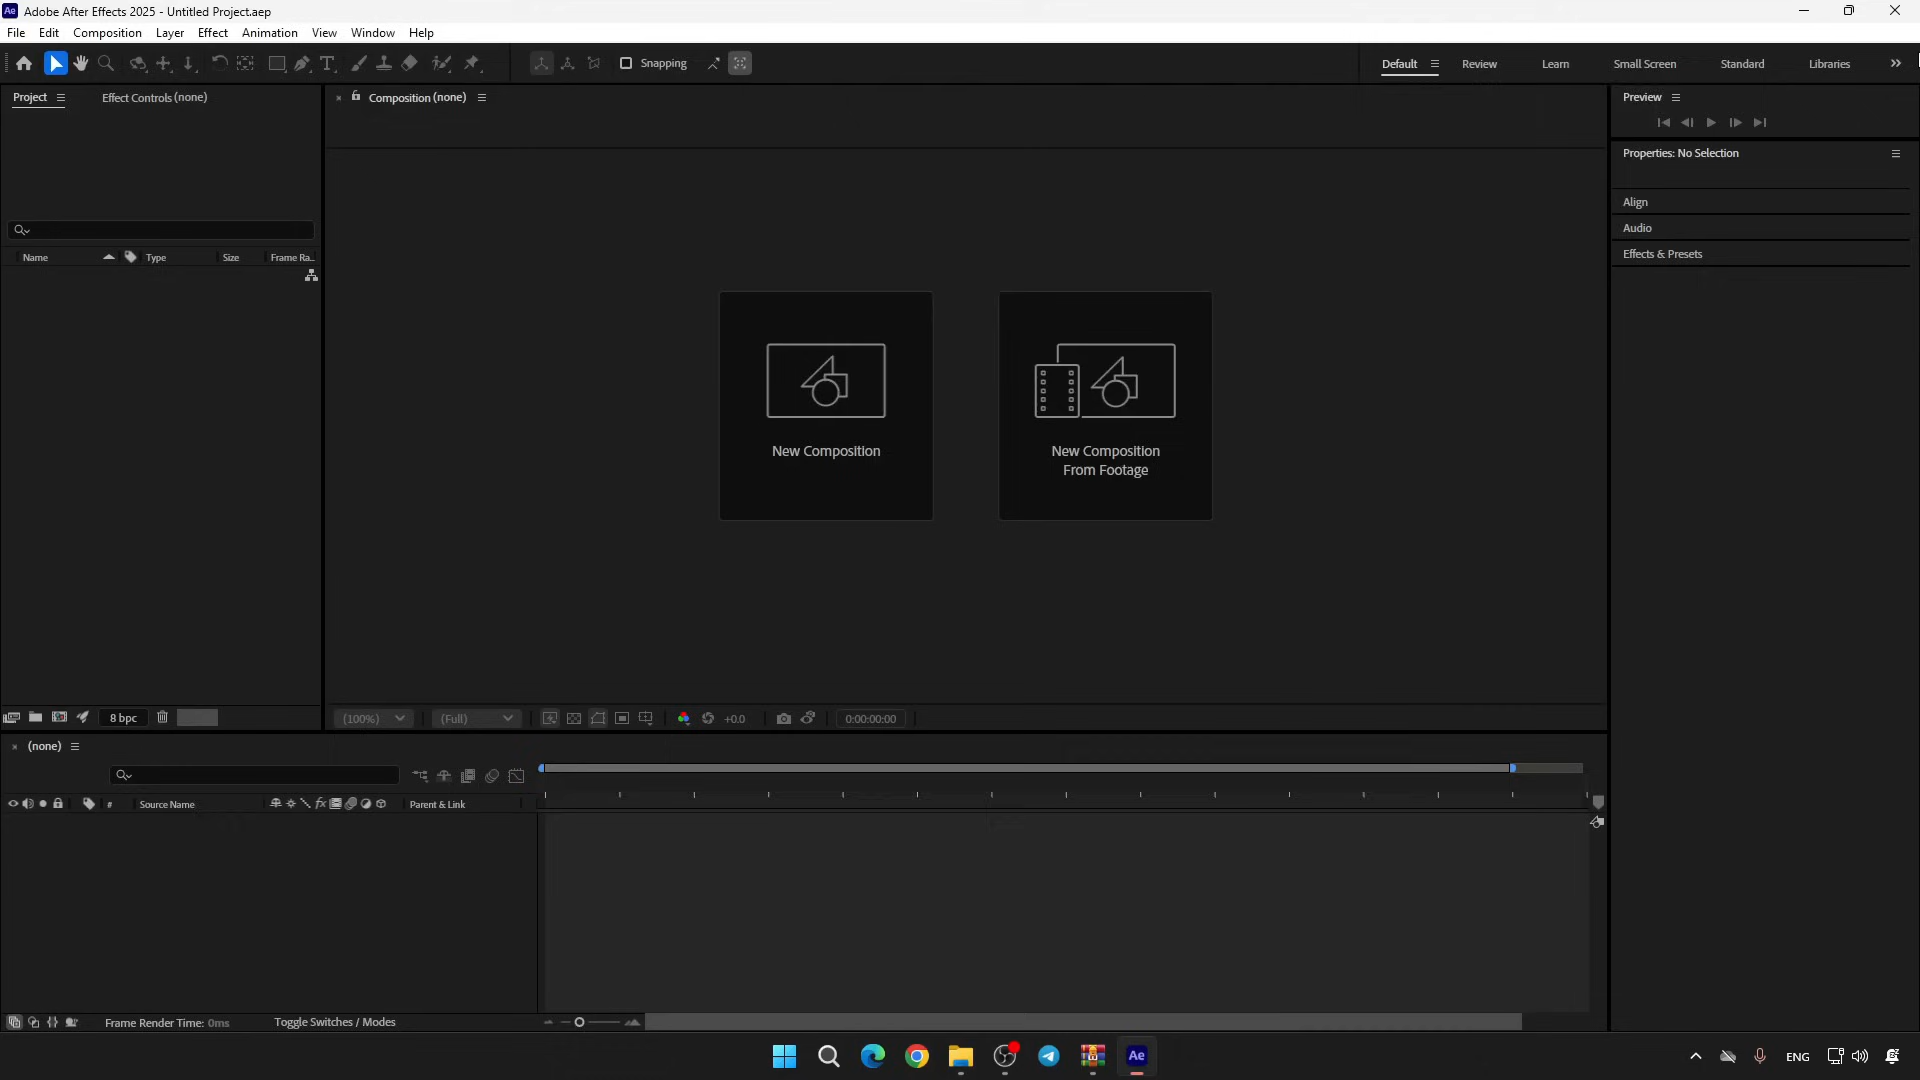 Ae Adobe After Effects 2025 - Untitled Project.aep
File Edit Composition Layer Effect Animation View Window Help
Snapping
Default Review Learn Small Screen Standard Libraries
Project Effect Controls (none)
Composition (none)
Preview
Properties: No Selection
Align
Audio
Effects & Presets
Name Type Size Frame Ra...
New Composition
New Composition
From Footage
8 bpc
(100%) (Full) +0.0 0:00:00:00
(none)
# Source Name fx Parent & Link
Frame Render Time: 0ms Toggle Switches / Modes
Ae ENG